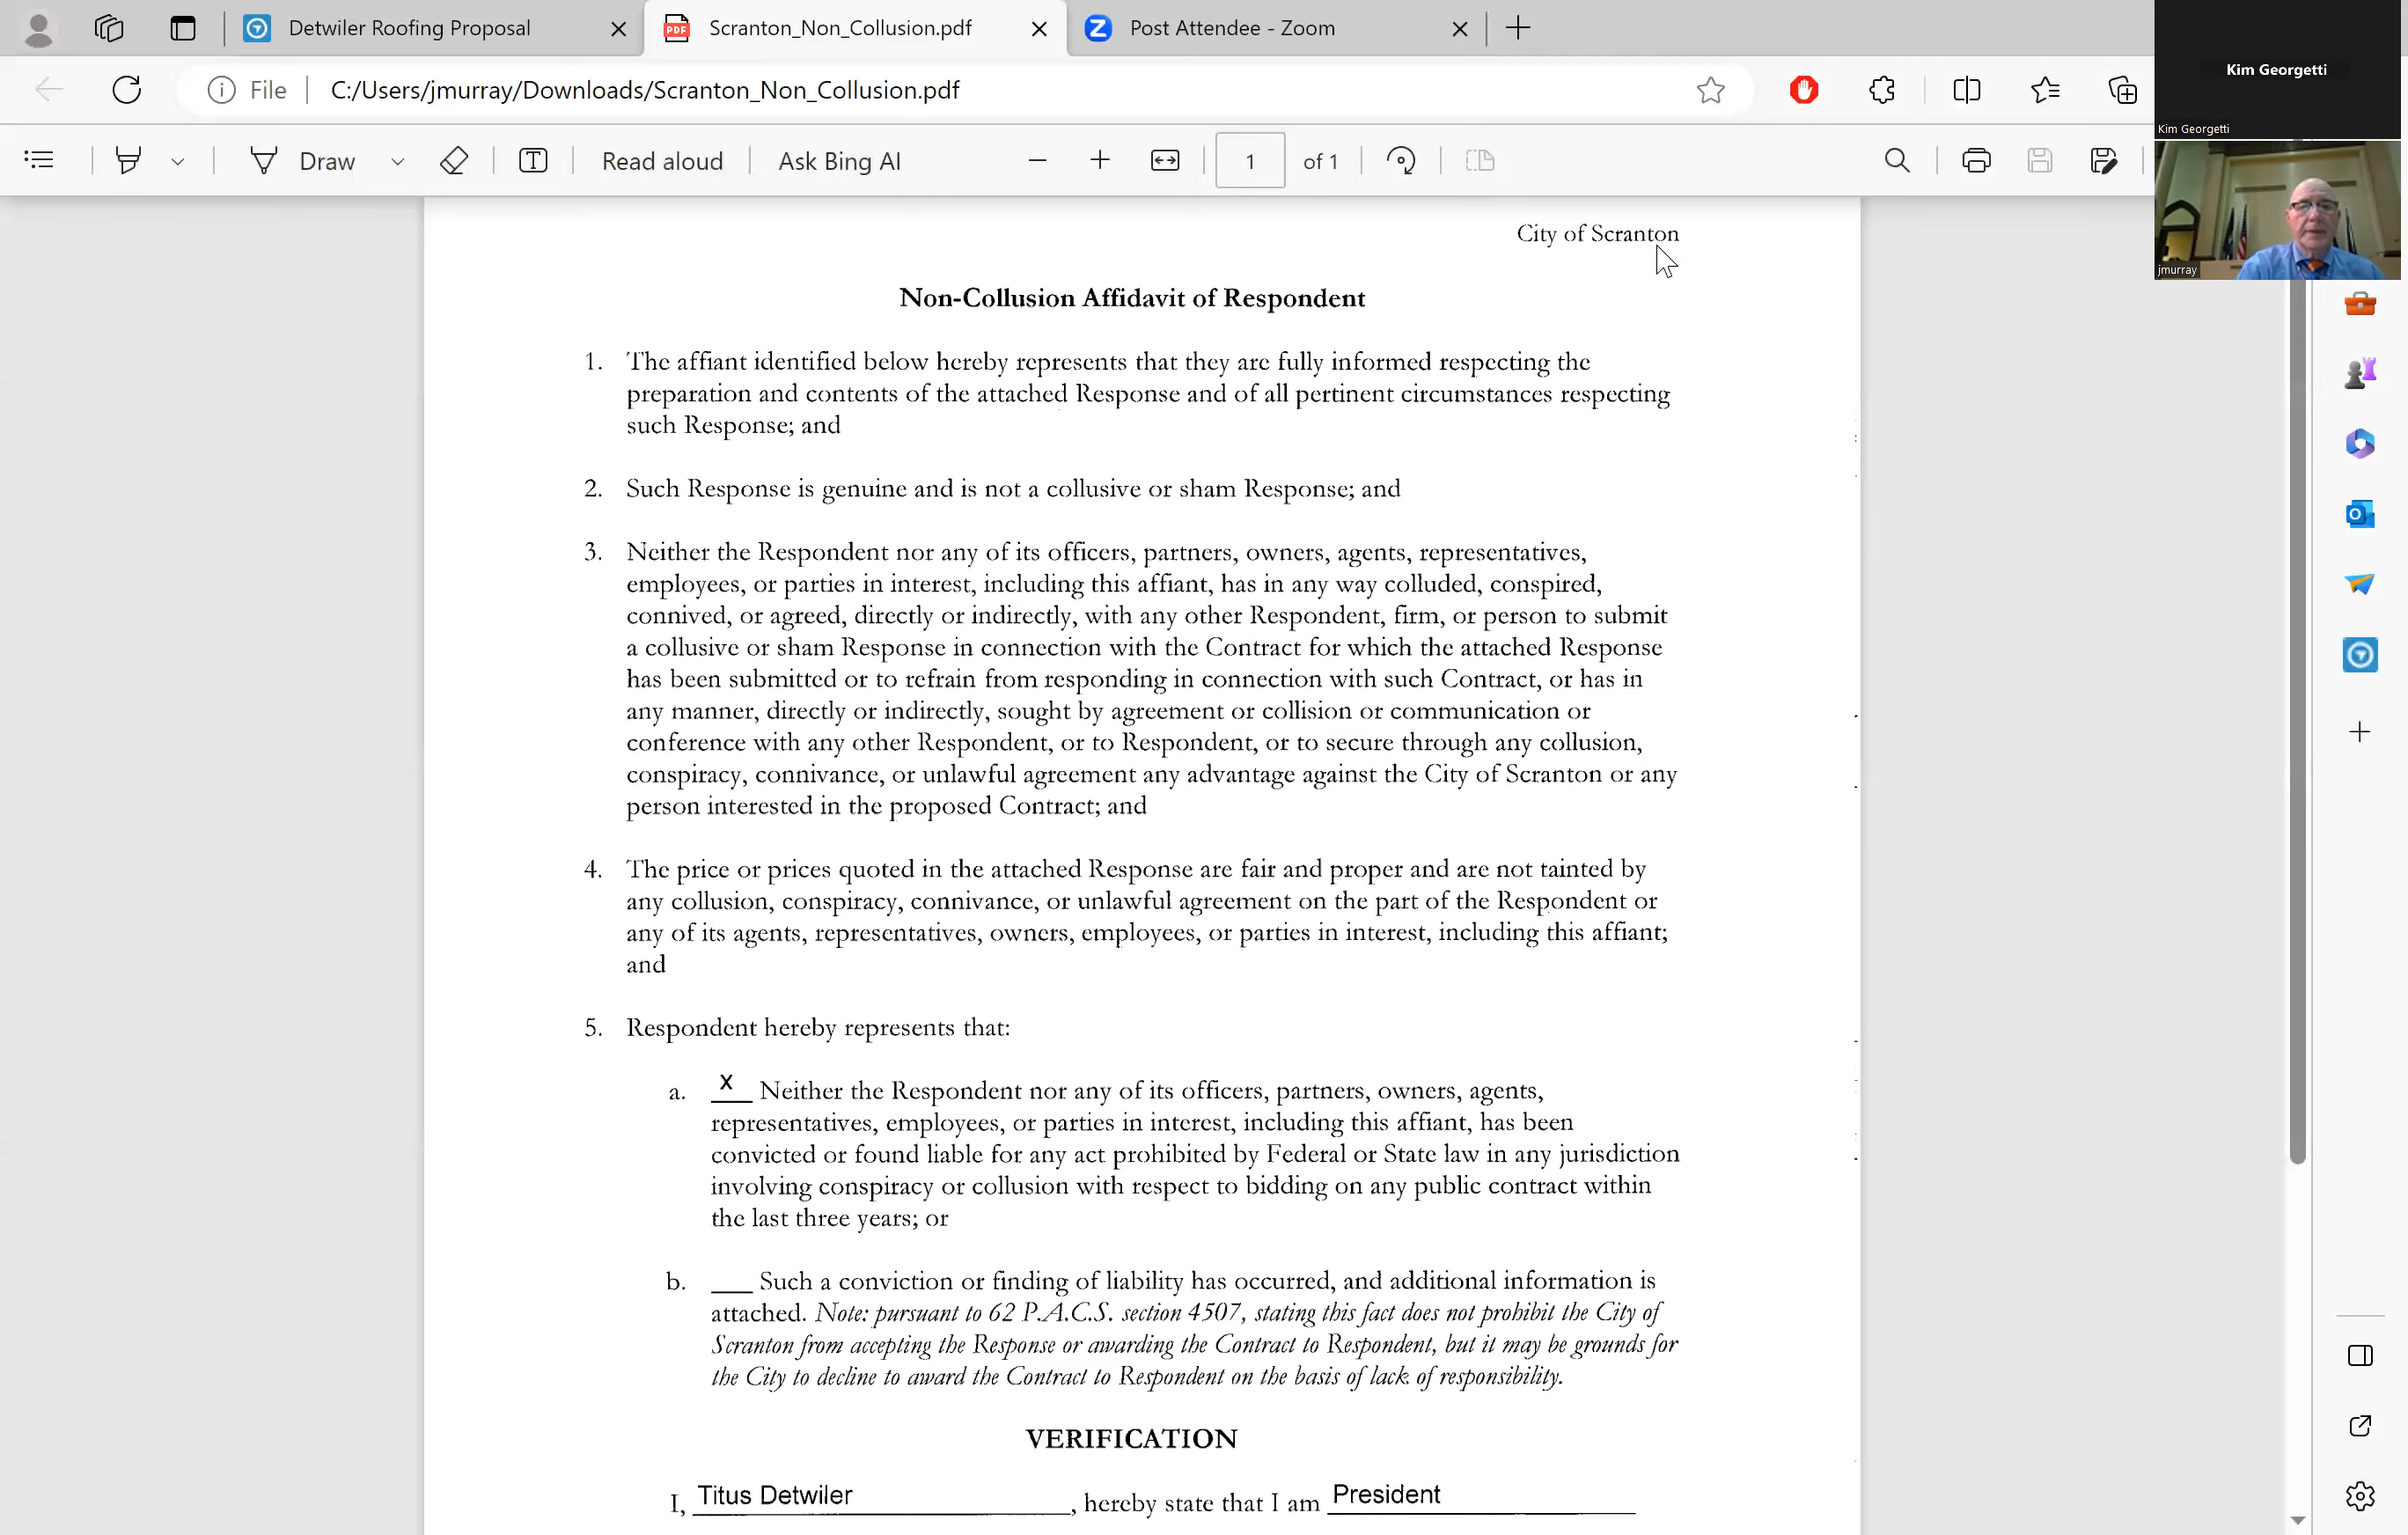 Detwiler Roofing Proposal
Scranton_Non_Collusion.pdf
Post Attendee - Zoom
File
C:/Users/jmurray/Downloads/Scranton_Non_Collusion.pdf
Draw
Read aloud
Ask Bing AI
1
of 1
Kim Georgetti
Kim Georgetti
jmurray
PDF
City of Scranton
Non-Collusion Affidavit of Respondent
1. The affiant identified below hereby represents that they are fully informed respecting the
preparation and contents of the attached Response and of all pertinent circumstances respecting
such Response; and
2. Such Response is genuine and is not a collusive or sham Response; and
3. Neither the Respondent nor any of its officers, partners, owners, agents, representatives,
employees, or parties in interest, including this affiant, has in any way colluded, conspired,
connived, or agreed, directly or indirectly, with any other Respondent, firm, or person to submit
a collusive or sham Response in connection with the Contract for which the attached Response
has been submitted or to refrain from responding in connection with such Contract, or has in
any manner, directly or indirectly, sought by agreement or collision or communication or
conference with any other Respondent, or to Respondent, or to secure through any collusion,
conspiracy, connivance, or unlawful agreement any advantage against the City of Scranton or any
person interested in the proposed Contract; and
4. The price or prices quoted in the attached Response are fair and proper and are not tainted by
any collusion, conspiracy, connivance, or unlawful agreement on the part of the Respondent or
any of its agents, representatives, owners, employees, or parties in interest, including this affiant;
and
5. Respondent hereby represents that:
a. x Neither the Respondent nor any of its officers, partners, owners, agents,
representatives, employees, or parties in interest, including this affiant, has been
convicted or found liable for any act prohibited by Federal or State law in any jurisdiction
involving conspiracy or collusion with respect to bidding on any public contract within
the last three years; or
b. ___ Such a conviction or finding of liability has occurred, and additional information is
attached. Note: pursuant to 62 P.A.C.S. section 4507, stating this fact does not prohibit the City of
Scranton from accepting the Response or awarding the Contract to Respondent, but it may be grounds for
the City to decline to award the Contract to Respondent on the basis of lack of responsibility.
VERIFICATION
I, Titus Detwiler, hereby state that I am President